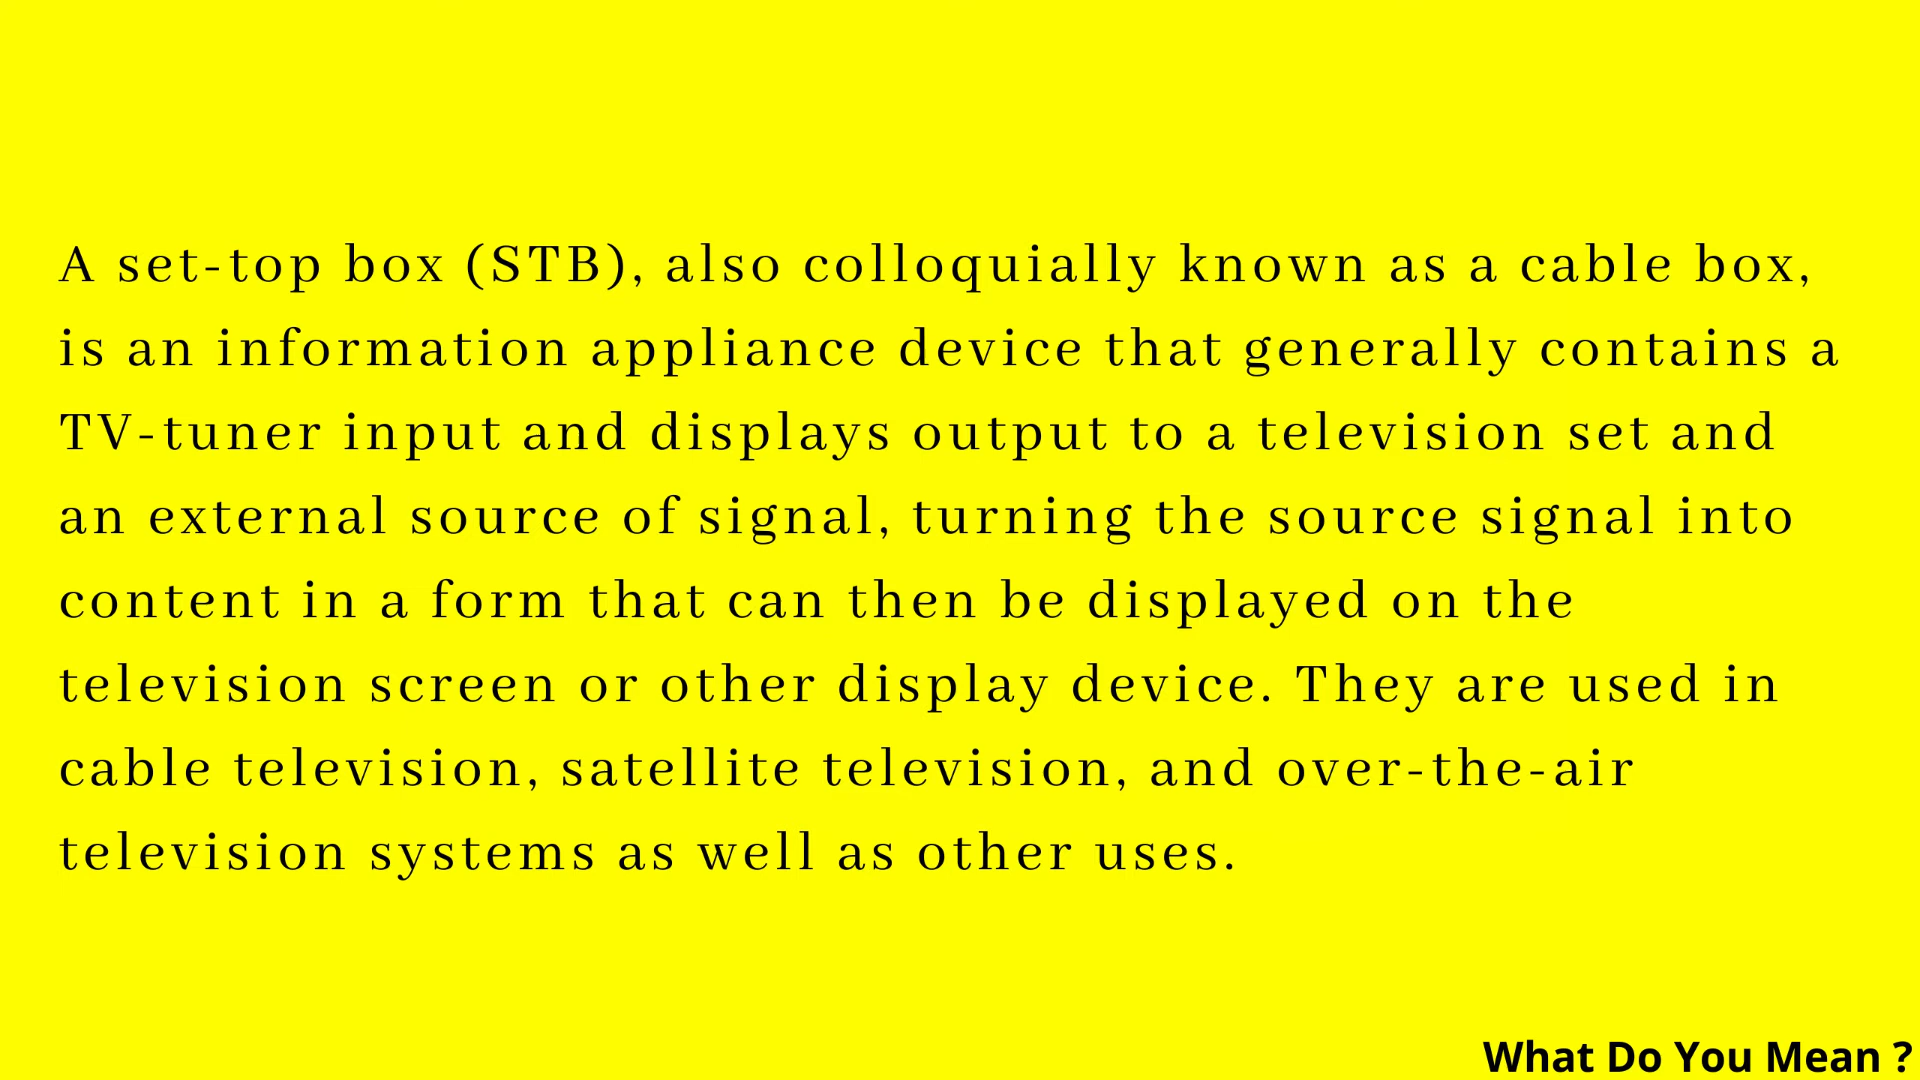 A set-top box (STB), also colloquially known as a cable box,
is an information appliance device that generally contains a
TV-tuner input and displays output to a television set and
an external source of signal, turning the source signal into
content in a form that can then be displayed on the
television screen or other display device. They are used in
cable television, satellite television, and over-the-air
television systems as well as other uses.
What Do You Mean ?